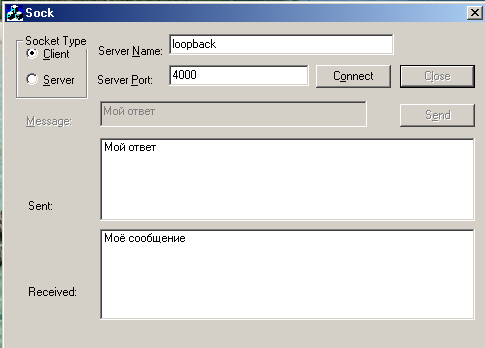 Sock
Socket Type
Client
Server
Server Name:
loopback
Server Port:
4000
Connect
Close
Message:
Мой ответ
Send
Sent:
Мой ответ
Received:
Моё сообщение